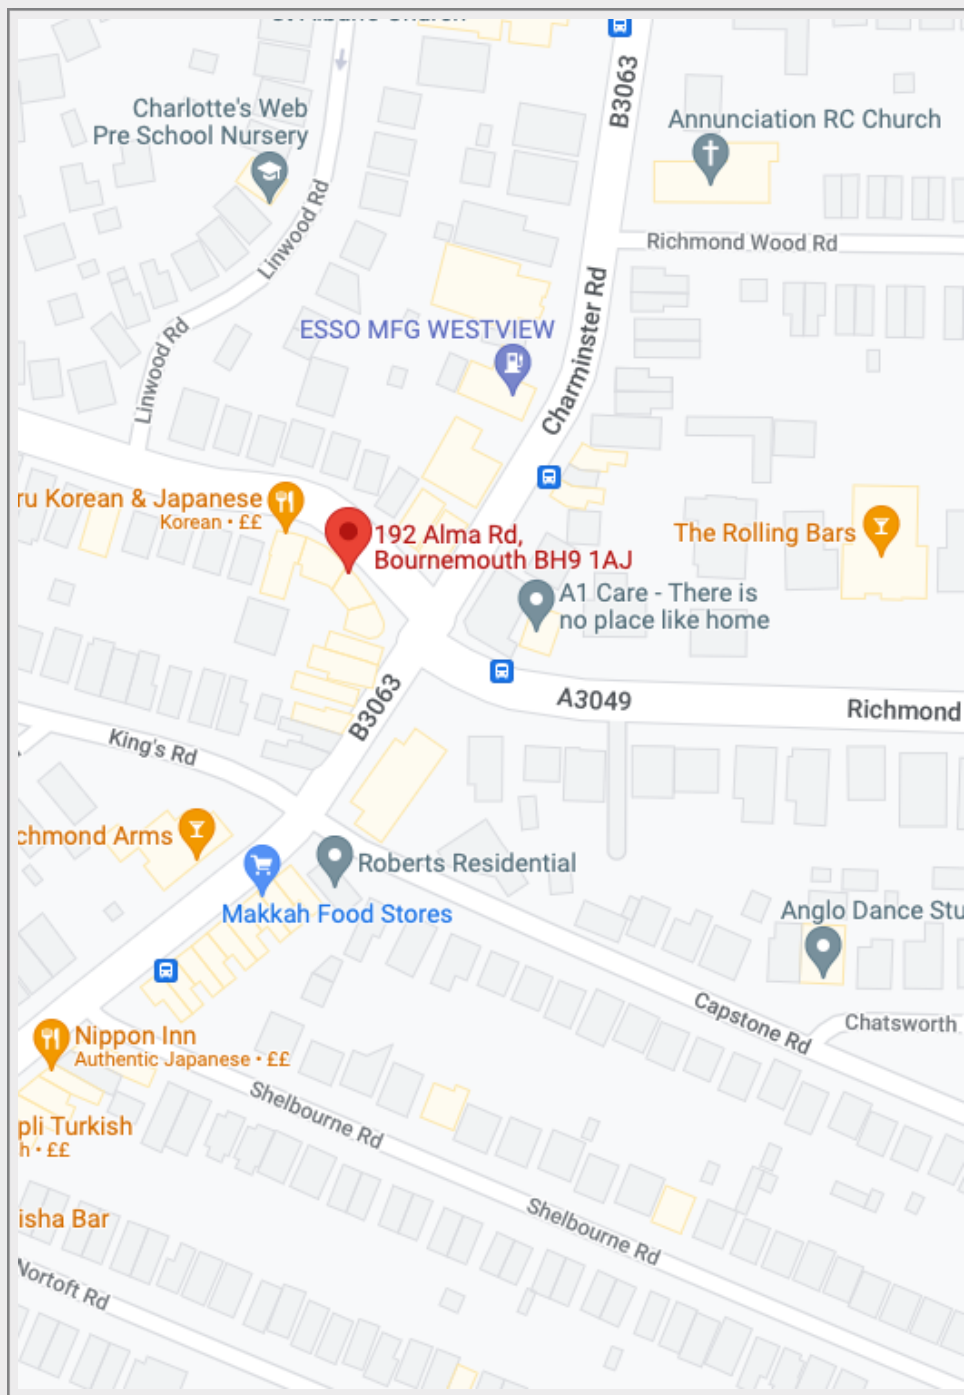 B3063
Charlotte's Web
Pre School Nursery
Annunciation RC Church
Linwood Rd
Richmond Wood Rd
ESSO MFG WESTVIEW
Charminster Rd
Linwood Rd
ru Korean & Japanese
Korean • ££
192 Alma Rd,
Bournemouth BH9 1AJ
The Rolling Bars
A1 Care - There is
no place like home
B3063
A3049
Richmond
King's Rd
chmond Arms
Roberts Residential
Makkah Food Stores
Anglo Dance Stu
Capstone Rd
Chatsworth
Nippon Inn
Authentic Japanese • ££
Shelbourne Rd
pli Turkish
h • ££
isha Bar
Shelbourne Rd
Nortoft Rd